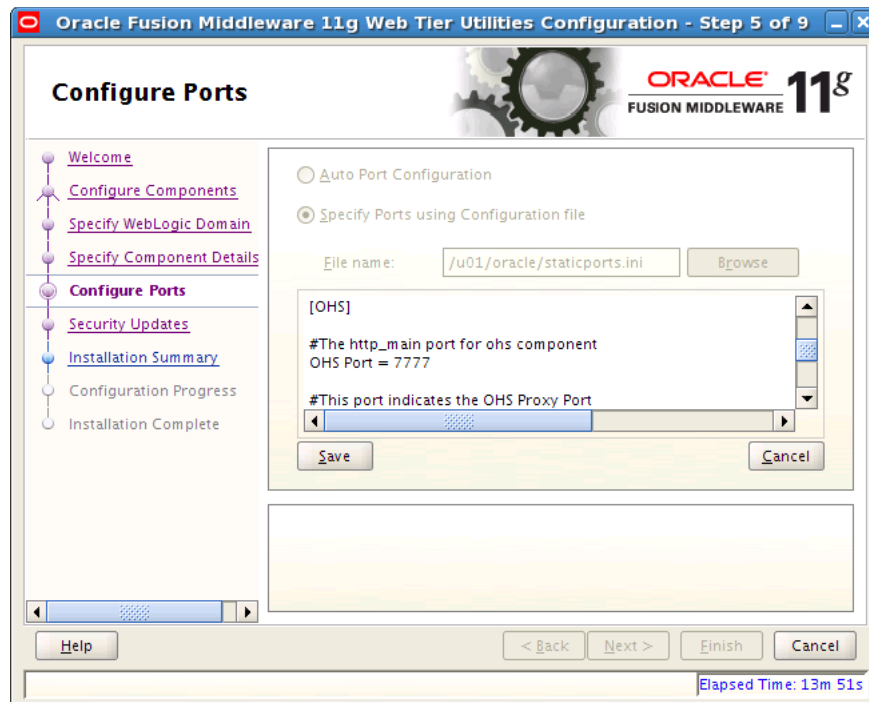 Oracle Fusion Middleware 11g Web Tier Utilities Configuration - Step 5 of 9
Configure Ports
ORACLE
FUSION MIDDLEWARE
11g
Welcome
Configure Components
Specify WebLogic Domain
Specify Component Details
Configure Ports
Security Updates
Installation Summary
Configuration Progress
Installation Complete
Auto Port Configuration
Specify Ports using Configuration file
File name:
/u01/oracle/staticports.ini
Browse
[OHS]
#The http_main port for ohs component
OHS Port = 7777
#This port indicates the OHS Proxy Port
Save
Cancel
Help
< Back
Next >
Finish
Cancel
Elapsed Time: 13m 51s